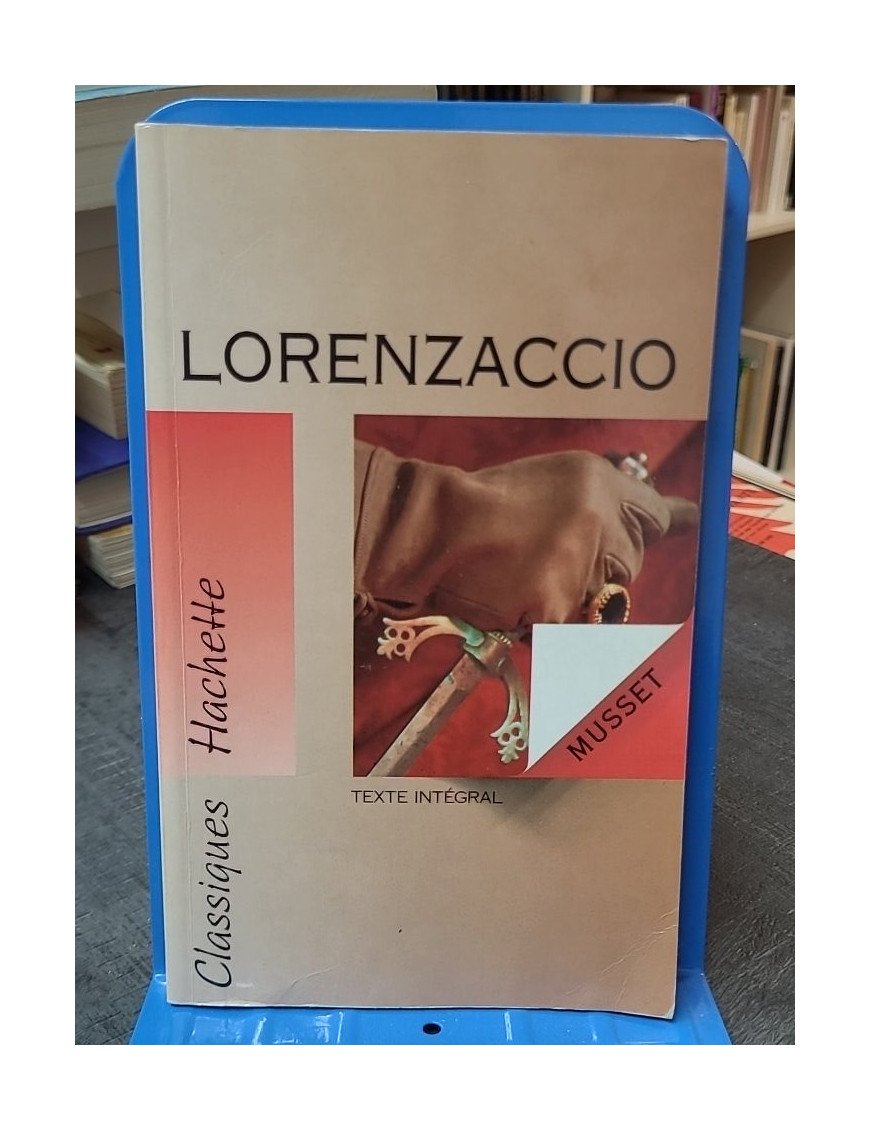 LORENZACCIO
MUSSET
TEXTE INTÉGRAL
Classiques Hachette